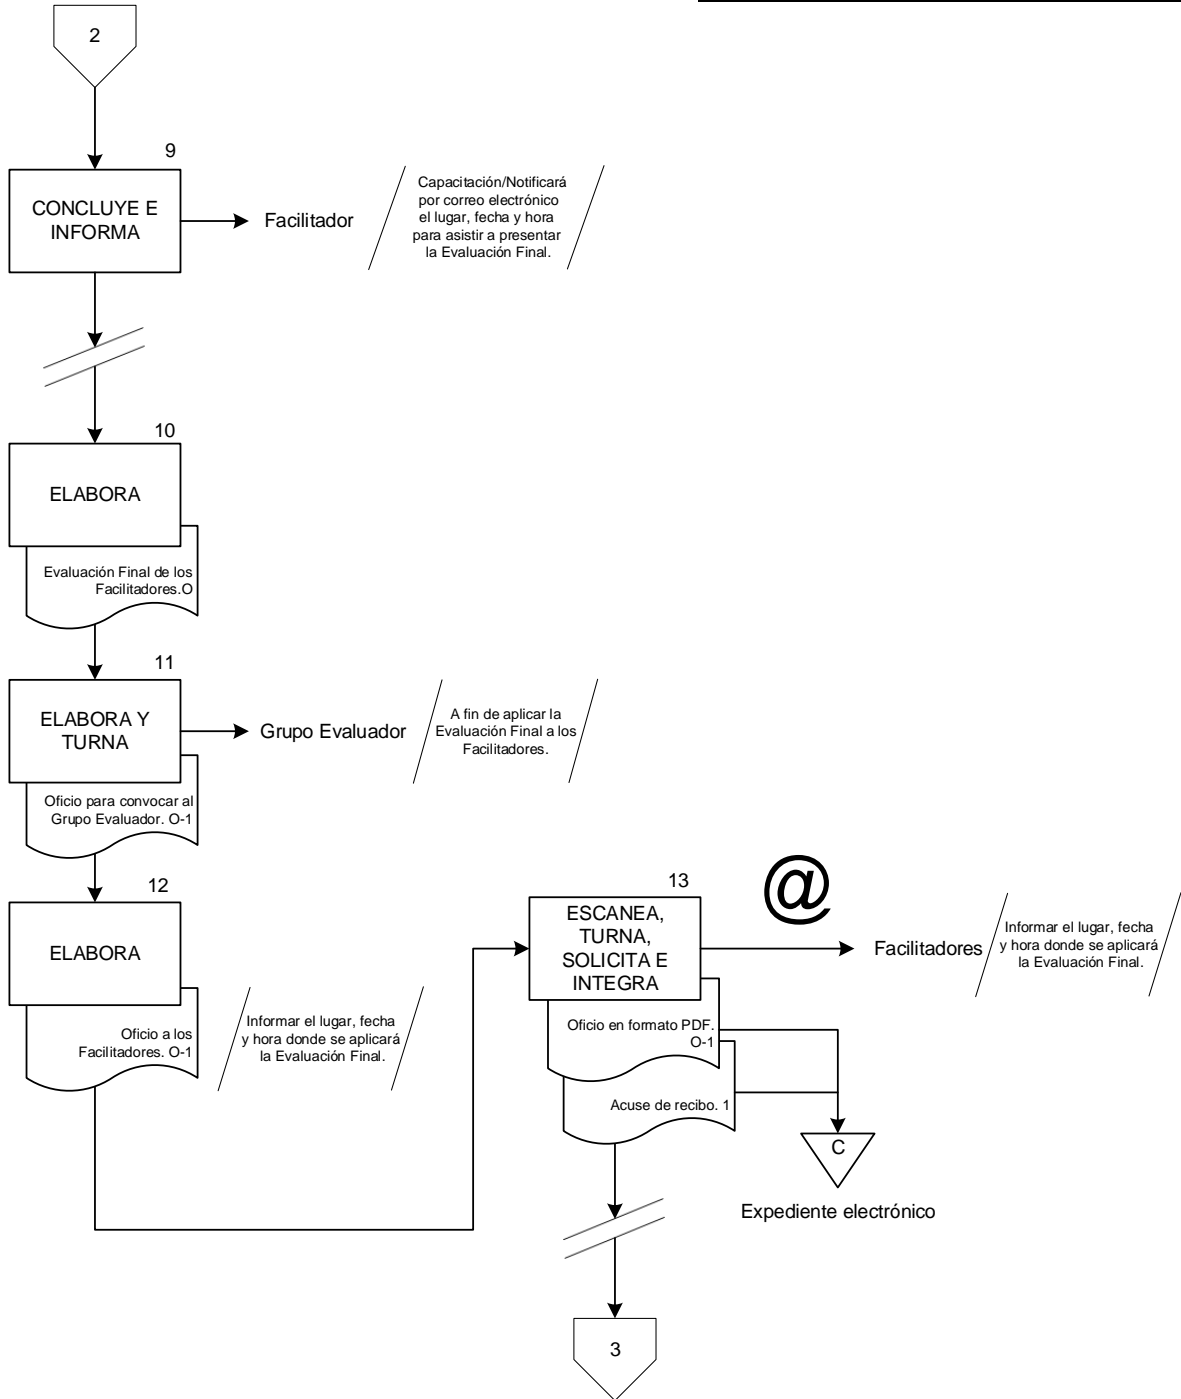 2
9
CONCLUYE E
INFORMA
Facilitador
Capacitación/Notificará
por correo electrónico
el lugar, fecha y hora
para asistir a presentar
la Evaluación Final.
10
ELABORA
Evaluación Final de los
Facilitadores.O
11
ELABORA Y
TURNA
Grupo Evaluador
A fin de aplicar la
Evaluación Final a los
Facilitadores.
Oficio para convocar al
Grupo Evaluador. O-1
12
ELABORA
Oficio a los
Facilitadores. O-1
Informar el lugar, fecha
y hora donde se aplicará
la Evaluación Final.
13
ESCANEA,
TURNA,
SOLICITA E
INTEGRA
@
Facilitadores
Informar el lugar, fecha
y hora donde se aplicará
la Evaluación Final.
Oficio en formato PDF.
O-1
Acuse de recibo. 1
C
Expediente electrónico
3